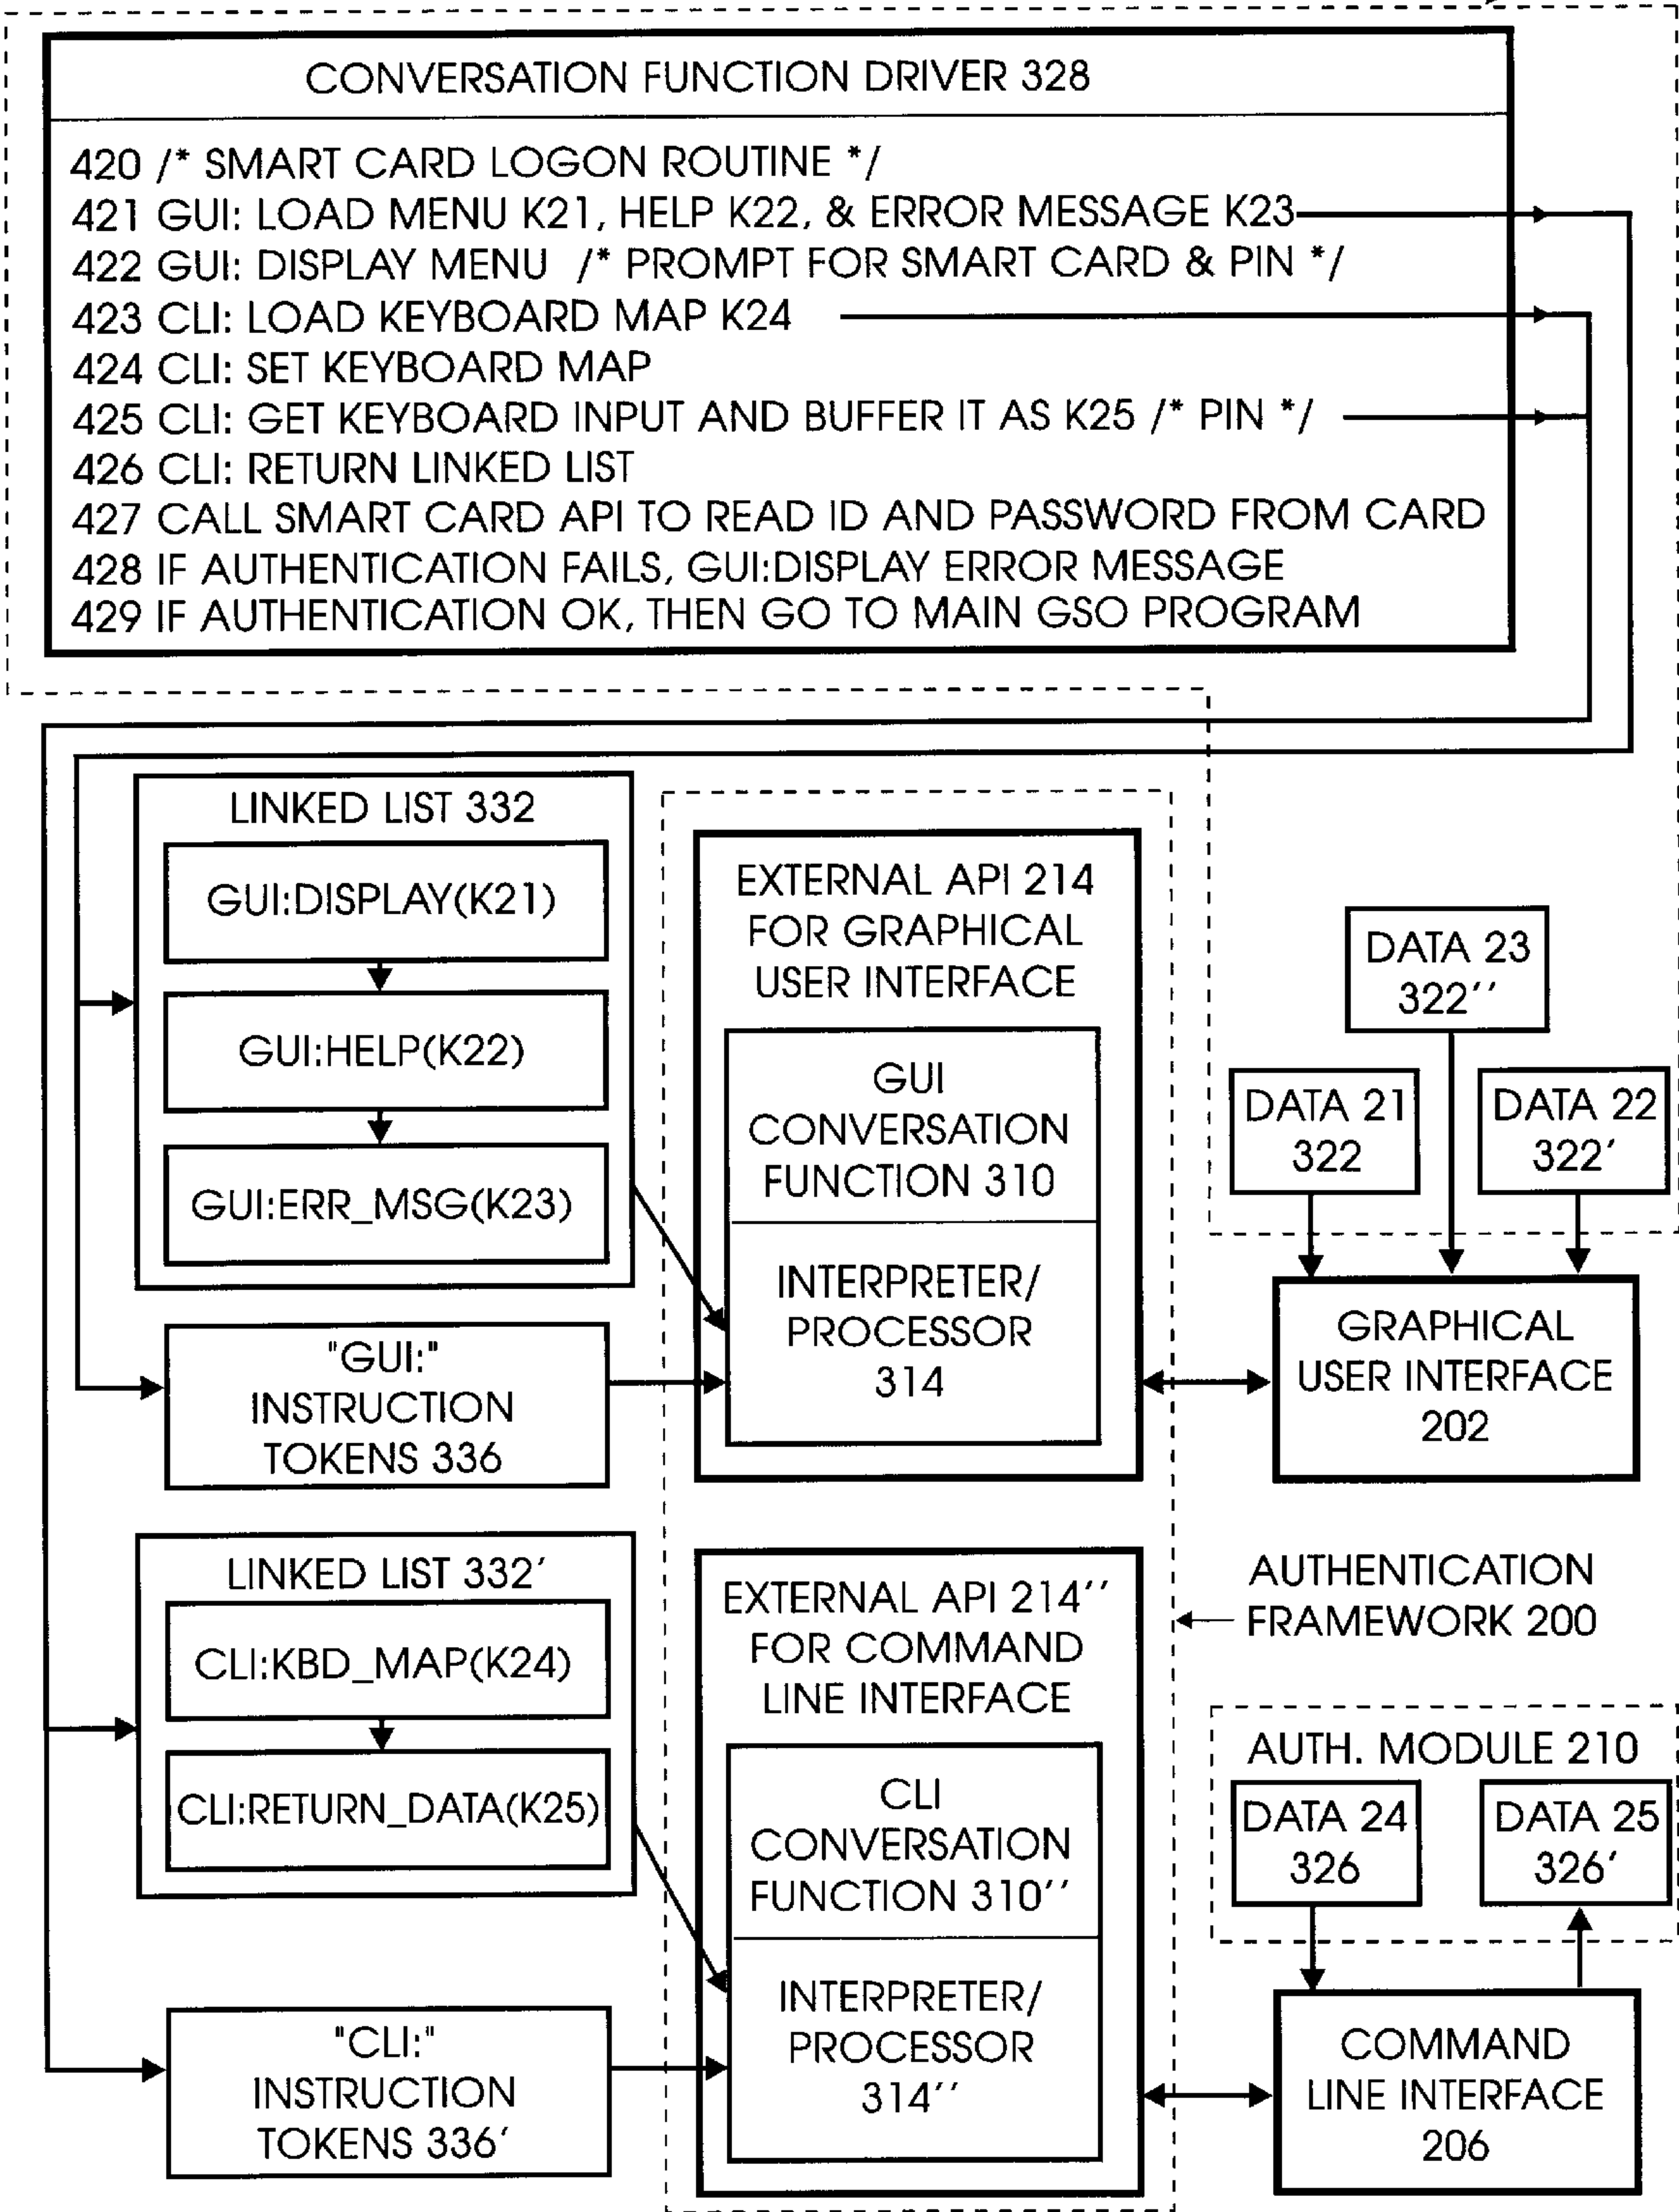 CONVERSATION FUNCTION DRIVER 328
420 /* SMART CARD LOGON ROUTINE */
421 GUI: LOAD MENU K21, HELP K22, & ERROR MESSAGE K23
422 GUI: DISPLAY MENU /* PROMPT FOR SMART CARD & PIN */
423 CLI: LOAD KEYBOARD MAP K24
424 CLI: SET KEYBOARD MAP
425 CLI: GET KEYBOARD INPUT AND BUFFER IT AS K25 /* PIN */
426 CLI: RETURN LINKED LIST
427 CALL SMART CARD API TO READ ID AND PASSWORD FROM CARD
428 IF AUTHENTICATION FAILS, GUI:DISPLAY ERROR MESSAGE
429 IF AUTHENTICATION OK, THEN GO TO MAIN GSO PROGRAM
LINKED LIST 332
GUI:DISPLAY(K21)
GUI:HELP(K22)
GUI:ERR_MSG(K23)
"GUI:"
INSTRUCTION
TOKENS 336
EXTERNAL API 214
FOR GRAPHICAL
USER INTERFACE
GUI
CONVERSATION
FUNCTION 310
INTERPRETER/
PROCESSOR
314
DATA 23
322''
DATA 21
322
DATA 22
322'
GRAPHICAL
USER INTERFACE
202
LINKED LIST 332'
CLI:KBD_MAP(K24)
CLI:RETURN_DATA(K25)
"CLI:"
INSTRUCTION
TOKENS 336'
EXTERNAL API 214''
FOR COMMAND
LINE INTERFACE
CLI
CONVERSATION
FUNCTION 310''
INTERPRETER/
PROCESSOR
314''
AUTHENTICATION
FRAMEWORK 200
AUTH. MODULE 210
DATA 24
326
DATA 25
326'
COMMAND
LINE INTERFACE
206